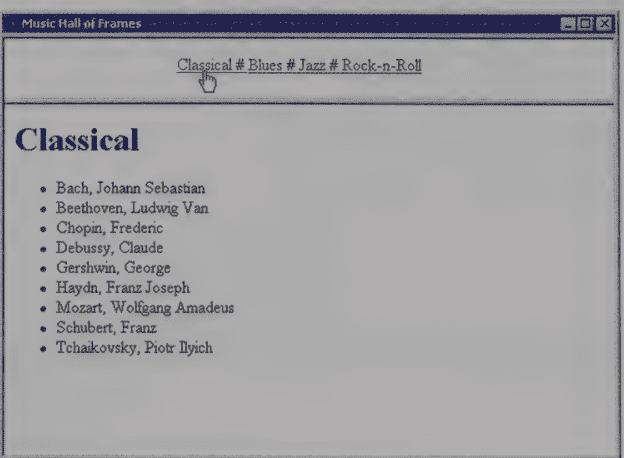 Music Hall of Frames
Classical # Blues # Jazz # Rock-n-Roll
Classical
• Bach, Johann Sebastian
• Beethoven, Ludwig Van
• Chopin, Frederic
• Debussy, Claude
• Gershwin, George
• Haydn, Franz Joseph
• Mozart, Wolfgang Amadeus
• Schubert, Franz
• Tchaikovsky, Piotr Ilyich